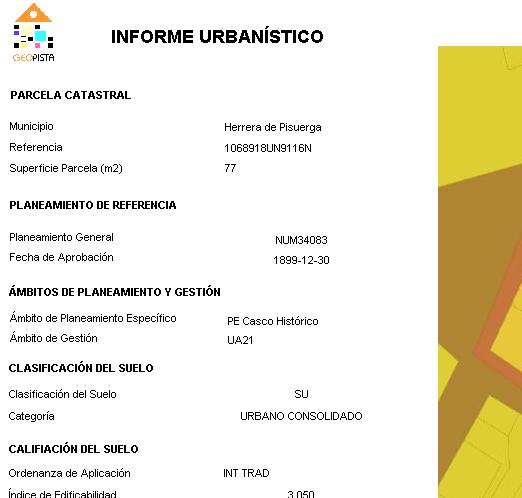 GEOPISTA
INFORME URBANÍSTICO
PARCELA CATASTRAL
Municipio Herrera de Pisuerga
Referencia 1068918UN9116N
Superficie Parcela (m2) 77
PLANEAMIENTO DE REFERENCIA
Planeamiento General NUM34083
Fecha de Aprobación 1899-12-30
ÁMBITOS DE PLANEAMIENTO Y GESTIÓN
Ámbito de Planeamiento Específico PE Casco Histórico
Ámbito de Gestión UA21
CLASIFICACIÓN DEL SUELO
Clasificación del Suelo SU
Categoría URBANO CONSOLIDADO
CALIFIACIÓN DEL SUELO
Ordenanza de Aplicación INT TRAD
Índice de Edificabilidad 3.050